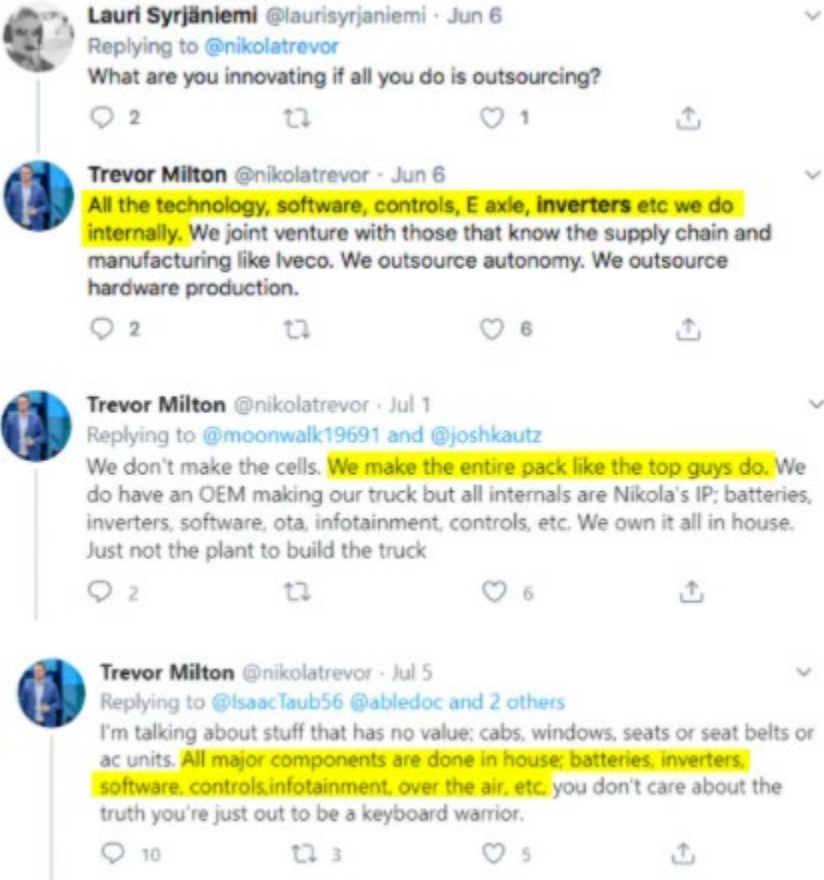 Lauri Syrjäniemi @laurisyrjaniemi · Jun 6
Replying to @nikolatrevor
What are you innovating if all you do is outsourcing?
2 1
Trevor Milton @nikolatrevor · Jun 6
All the technology, software, controls, E axle, inverters etc we do
internally. We joint venture with those that know the supply chain and
manufacturing like Iveco. We outsource autonomy. We outsource
hardware production.
2 6
Trevor Milton @nikolatrevor · Jul 1
Replying to @moonwalk19691 and @joshkautz
We don't make the cells. We make the entire pack like the top guys do. We
do have an OEM making our truck but all internals are Nikola's IP; batteries,
inverters, software, ota, infotainment, controls, etc. We own it all in house.
Just not the plant to build the truck
2 6
Trevor Milton @nikolatrevor · Jul 5
Replying to @IsaacTaub56 @abledoc and 2 others
I'm talking about stuff that has no value; cabs, windows, seats or seat belts or
ac units. All major components are done in house; batteries, inverters,
software, controls,infotainment, over the air, etc, you don't care about the
truth you're just out to be a keyboard warrior.
10 3 5